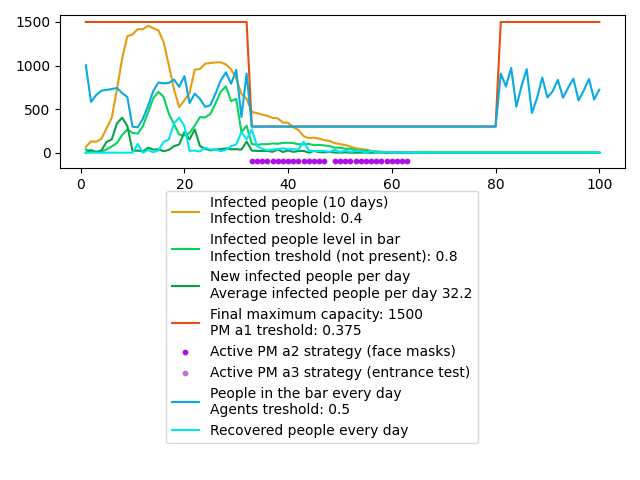 1500
1000
500
0
0
20
40
60
80
100
Infected people (10 days)
Infection treshold: 0.4
Infected people level in bar
Infection treshold (not present): 0.8
New infected people per day
Average infected people per day 32.2
Final maximum capacity: 1500
PM a1 treshold: 0.375
Active PM a2 strategy (face masks)
Active PM a3 strategy (entrance test)
People in the bar every day
Agents treshold: 0.5
Recovered people every day